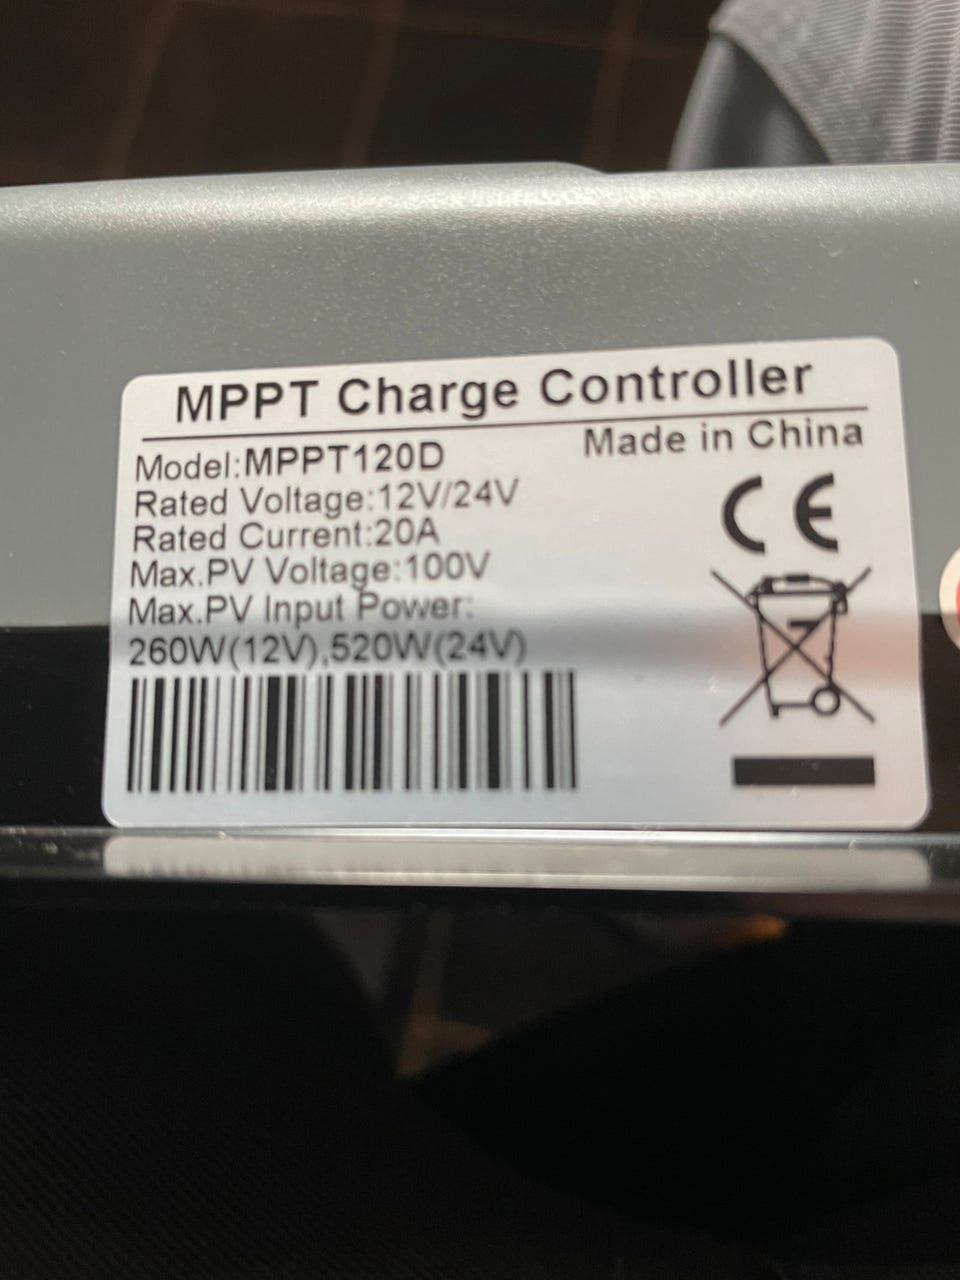 MPPT Charge Controller
Made in China
Model:MPPT120D
Rated Voltage:12V/24V
Rated Current:20A
Max.PV Voltage:100V
Max.PV Input Power:
260W(12V),520W(24V)
CE